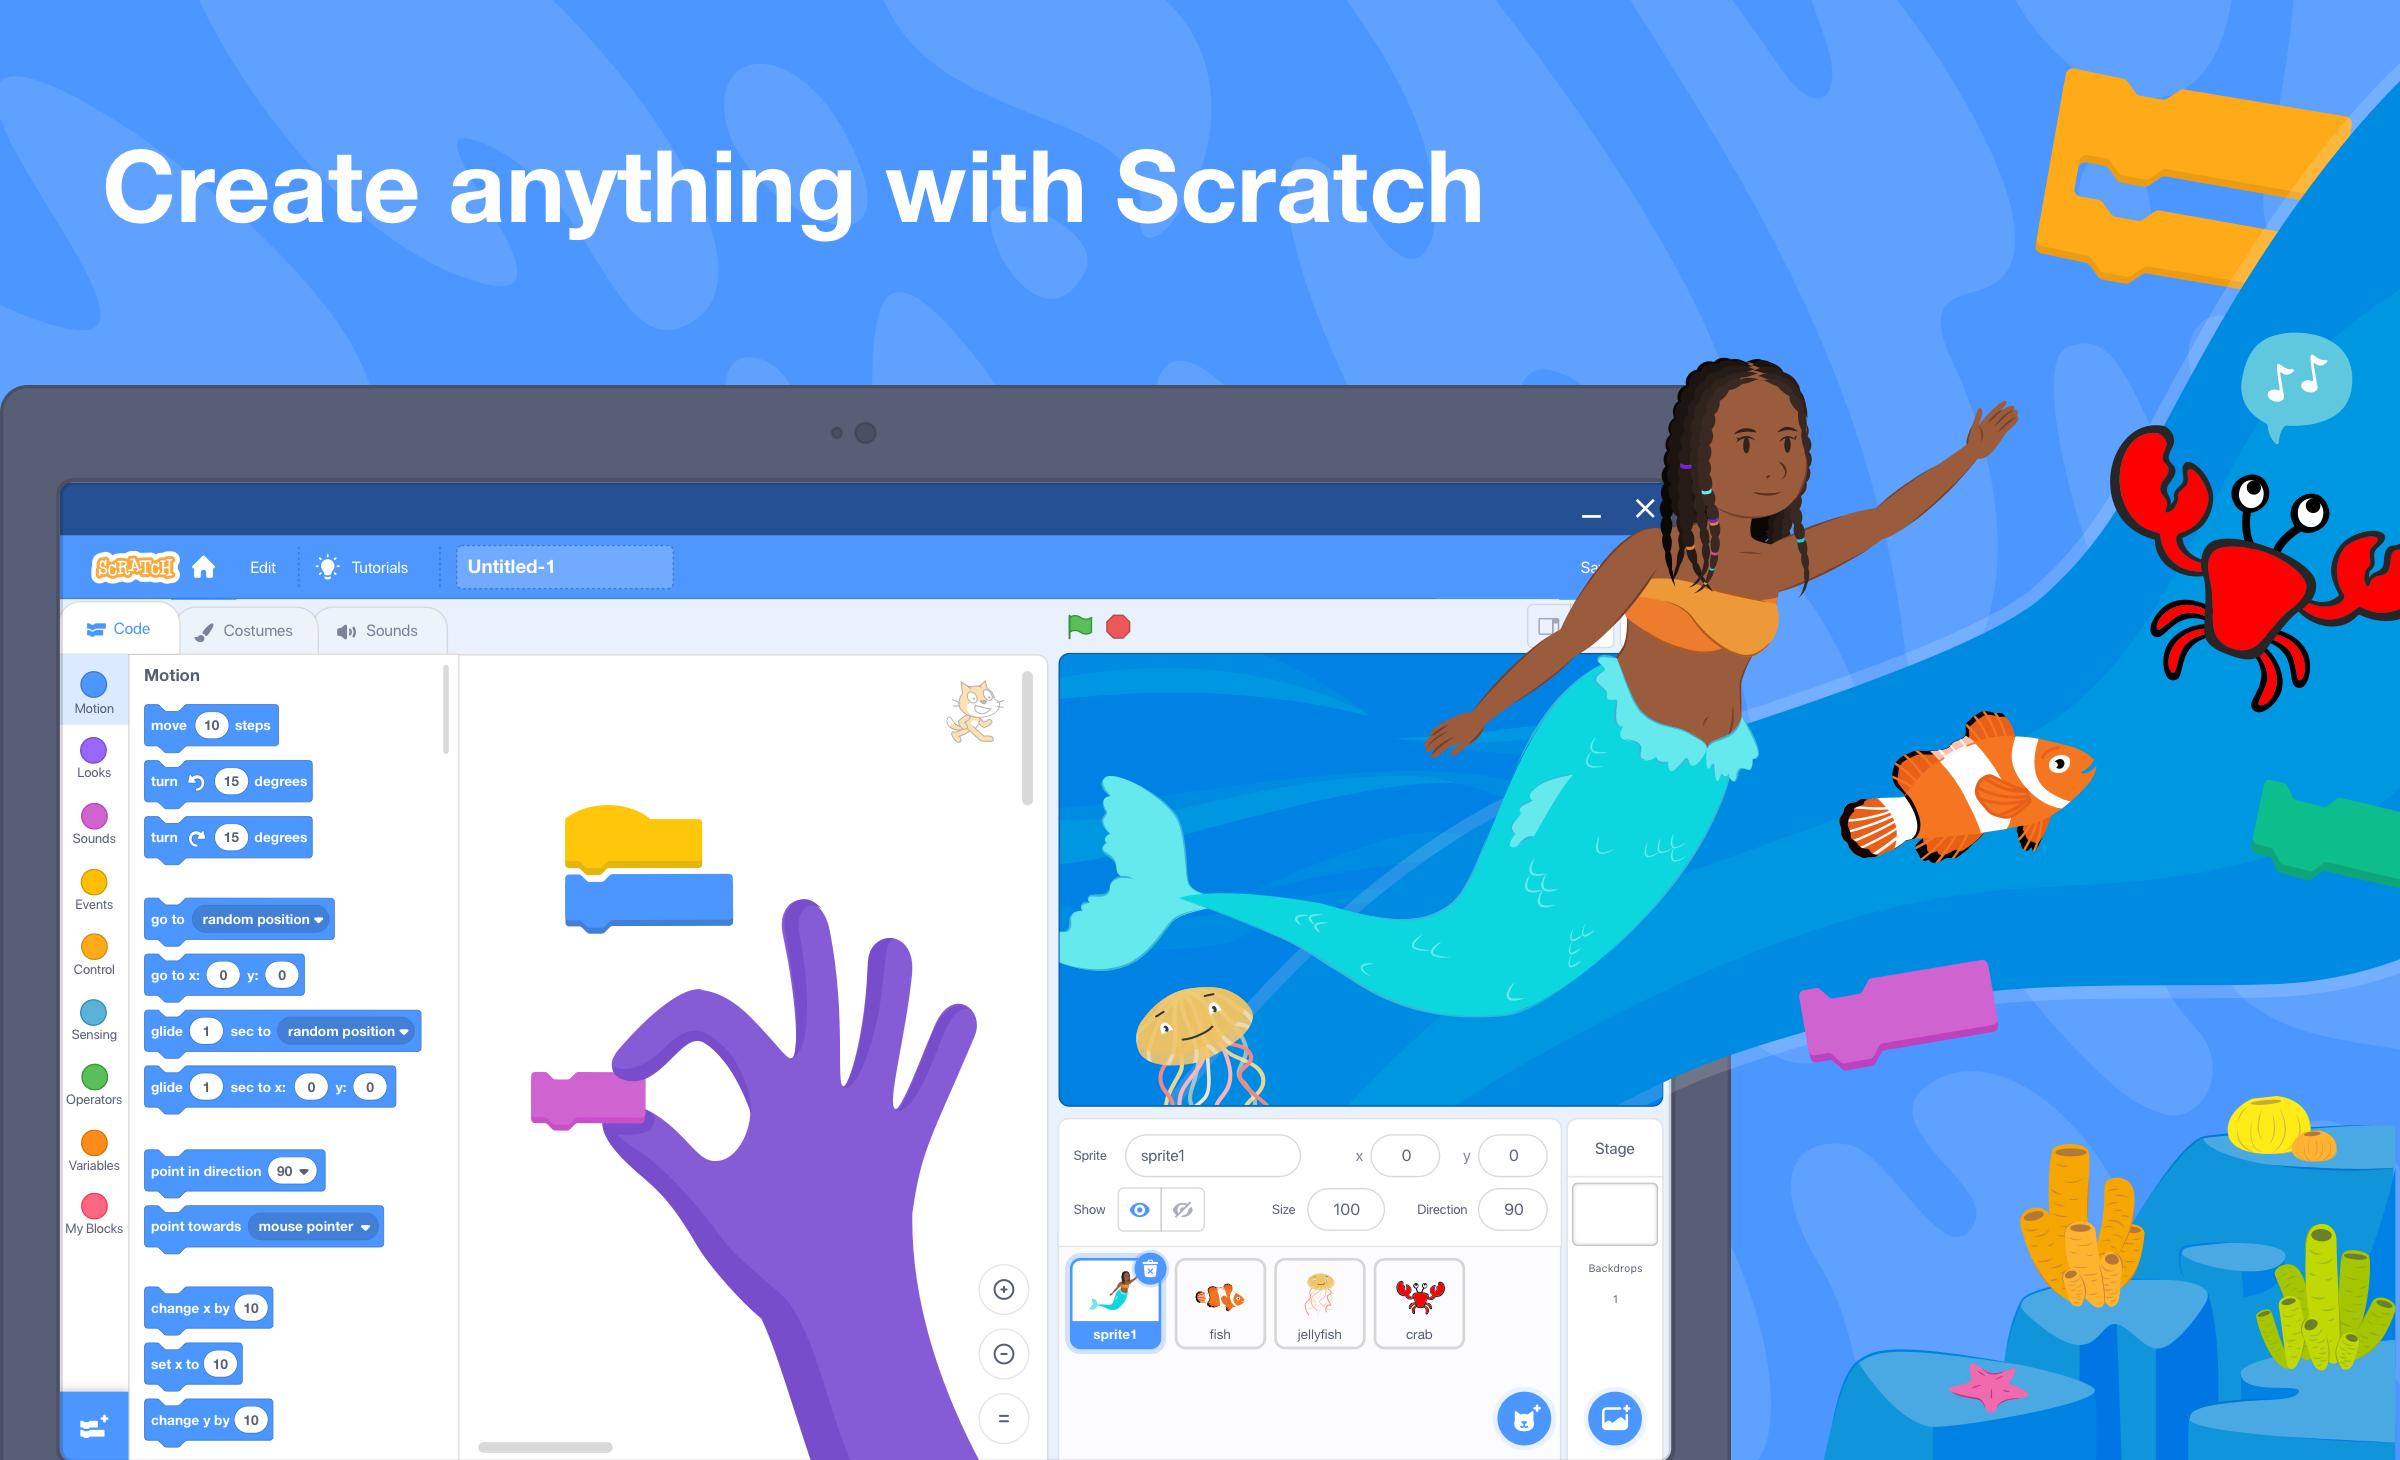 Create anything with Scratch
SCRATCH
Edit
Tutorials
Untitled-1
Code
Costumes
Sounds
Motion
Looks
Sounds
Events
Control
Sensing
Operators
Variables
My Blocks
Motion
move 10 steps
turn 15 degrees
turn 15 degrees
go to random position
go to x: 0 y: 0
glide 1 sec to random position
glide 1 sec to x: 0 y: 0
point in direction 90
point towards mouse pointer
change x by 10
set x to 10
change y by 10
Sprite sprite1 x 0 y 0
Show Size 100 Direction 90
sprite1
fish
jellyfish
crab
Stage
Backdrops
1